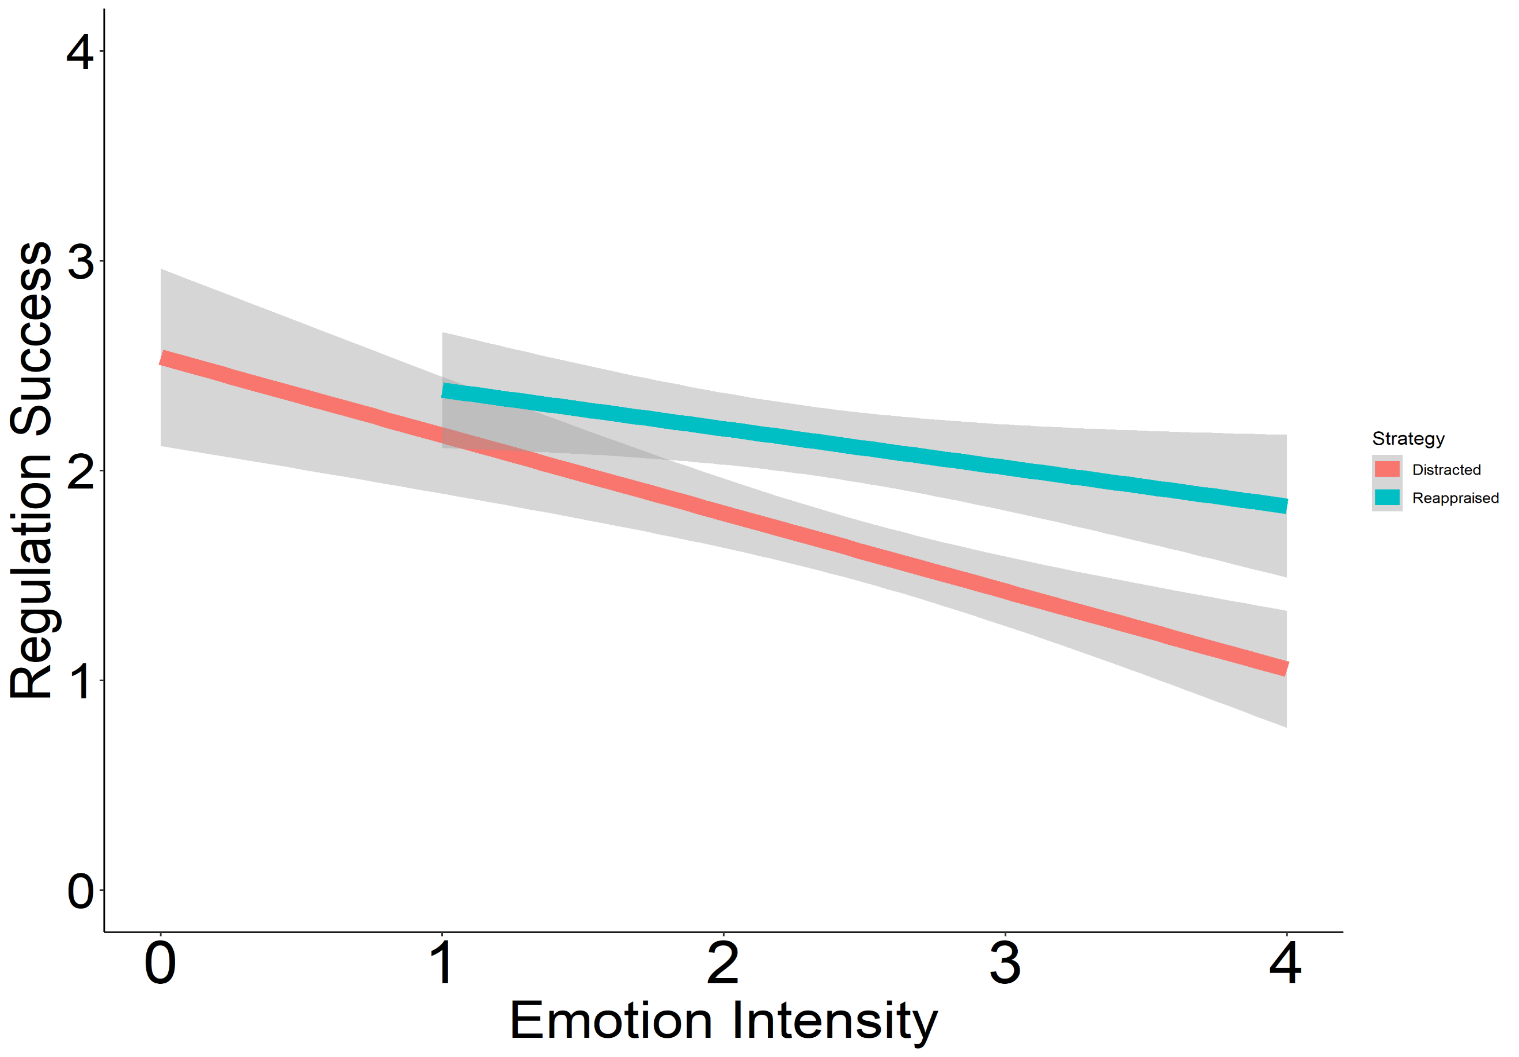 4
3
2
1
0
Regulation Success
0 1 2 3 4
Emotion Intensity
Strategy
Distracted
Reappraised